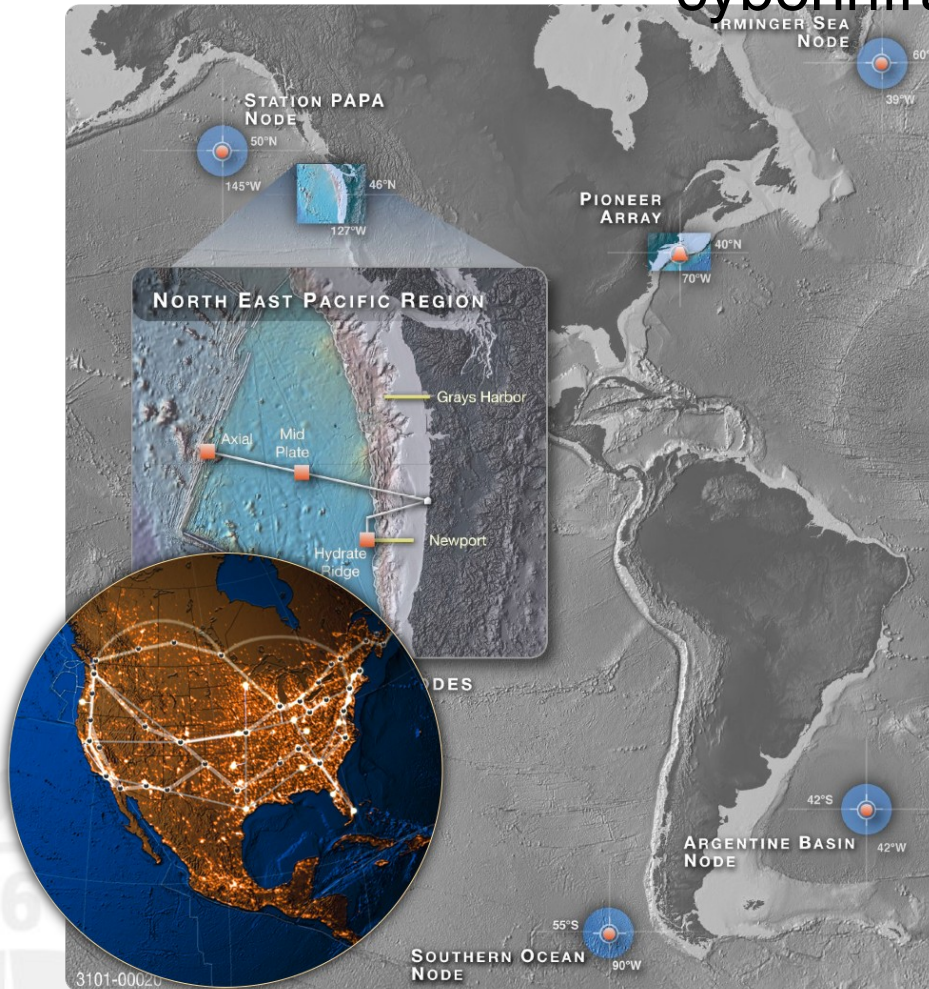 IRMINGER SEA
NODE
60°
39°W
STATION PAPA
NODE
50°N
145°W
46°N
127°W
PIONEER
ARRAY
40°N
70°W
NORTH EAST PACIFIC REGION
Grays Harbor
Axial
Mid
Plate
Newport
Hydrate
Ridge
ODES
42°S
42°W
ARGENTINE BASIN
NODE
55°S
90°W
SOUTHERN OCEAN
NODE
3101-00020
6